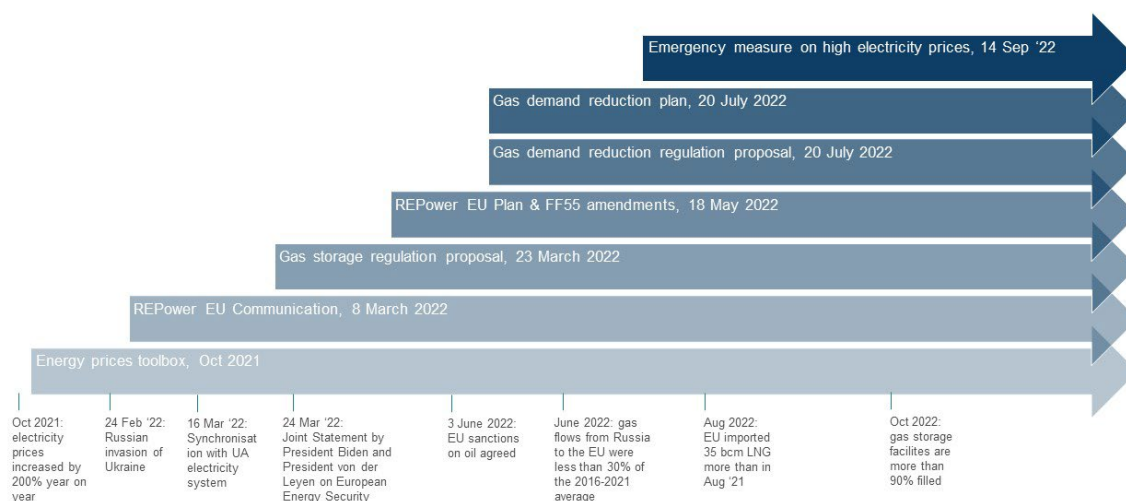 Emergency measure on high electricity prices, 14 Sep ‘22
Gas demand reduction plan, 20 July 2022
Gas demand reduction regulation proposal, 20 July 2022
REPower EU Plan & FF55 amendments, 18 May 2022
Gas storage regulation proposal, 23 March 2022
REPower EU Communication, 8 March 2022
Energy prices toolbox, Oct 2021
Oct 2021:
electricity
prices
increased by
200% year on
year
24 Feb ‘22:
Russian
invasion of
Ukraine
16 Mar ‘22:
Synchronisat
ion with UA
electricity
system
24 Mar ‘22:
Joint Statement by
President Biden and
President von der
Leyen on European
Energy Security
3 June 2022:
EU sanctions
on oil agreed
June 2022: gas
flows from Russia
to the EU were
less than 30% of
the 2016-2021
average
Aug 2022:
EU imported
35 bcm LNG
more than in
Aug ‘21
Oct 2022:
gas storage
facilites are
more than
90% filled